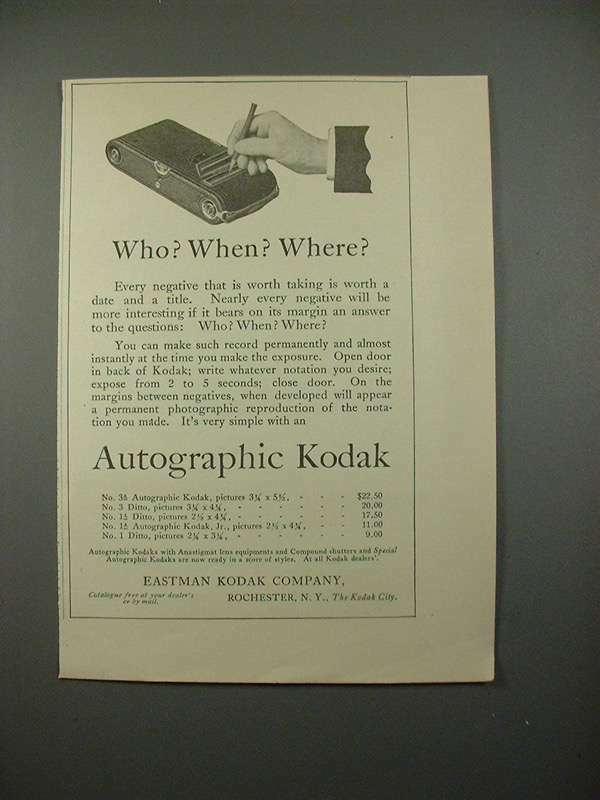 Who? When? Where?
Every negative that is worth taking is worth a
date and a title. Nearly every negative will be
more interesting if it bears on its margin an answer
to the questions: Who? When? Where?
You can make such record permanently and almost
instantly at the time you make the exposure. Open door
in back of Kodak; write whatever notation you desire;
expose from 2 to 5 seconds; close door. On the
margins between negatives, when developed will appear
a permanent photographic reproduction of the nota-
tion you made. It's very simple with an
Autographic Kodak
No. 3A Autographic Kodak, pictures 3¼ x 5½, - - - $22.50
No. 3 Ditto, pictures 3¼ x 4¼, - - - - - - 20.00
No. 1A Ditto, pictures 2½ x 4¼, - - - - - - 17.50
No. 1A Autographic Kodak, Jr., pictures 2½ x 4¼, - - 11.00
No. 1 Ditto, pictures 2¼ x 3¼, - - - - - - 9.00
Autographic Kodaks with Anastigmat lens equipments and Compound shutters and Special
Autographic Kodaks are now ready in a score of styles. At all Kodak dealers'.
EASTMAN KODAK COMPANY,
Catalogue free at your dealer's
or by mail.
ROCHESTER, N. Y., The Kodak City.